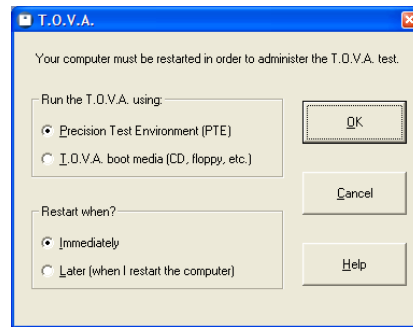 T.O.V.A.
Your computer must be restarted in order to administer the T.O.V.A. test.
Run the T.O.V.A. using:
Precision Test Environment (PTE)
T.O.V.A. boot media (CD, floppy, etc.)
OK
Cancel
Restart when?
Immediately
Later (when I restart the computer)
Help